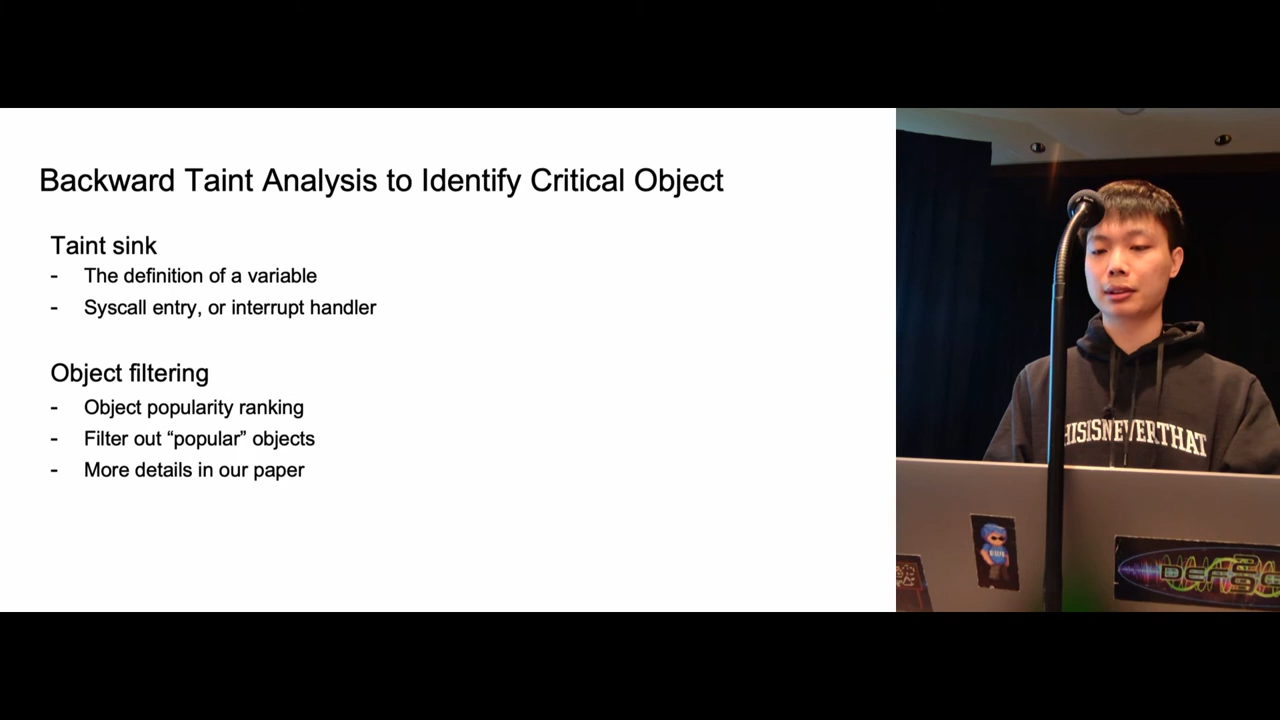 Backward Taint Analysis to Identify Critical Object
Taint sink
- The definition of a variable
- Syscall entry, or interrupt handler
Object filtering
- Object popularity ranking
- Filter out “popular” objects
- More details in our paper
HISISNEVERTHAT